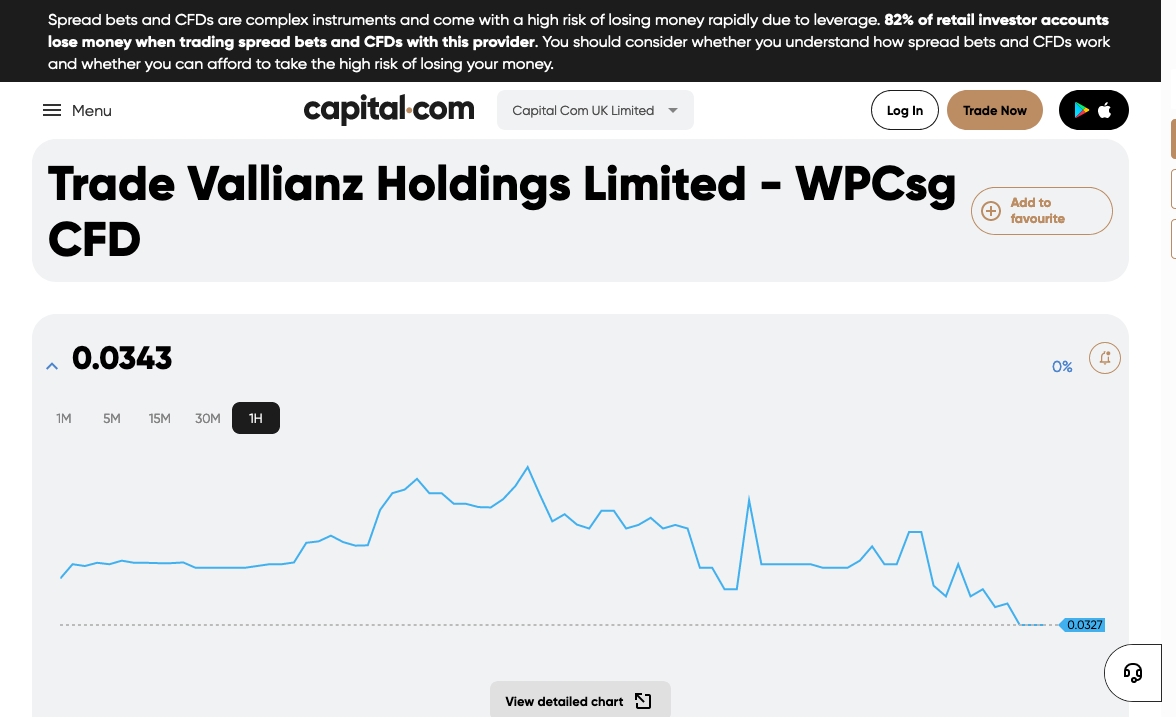 Spread bets and CFDs are complex instruments and come with a high risk of losing money rapidly due to leverage. 82% of retail investor accounts
lose money when trading spread bets and CFDs with this provider. You should consider whether you understand how spread bets and CFDs work
and whether you can afford to take the high risk of losing your money.
Menu
capital.com
Capital Com UK Limited
Log In
Trade Now
Trade Vallianz Holdings Limited - WPCsg
CFD
Add to
favourite
0.0343
0%
1M
5M
15M
30M
1H
0.0327
View detailed chart